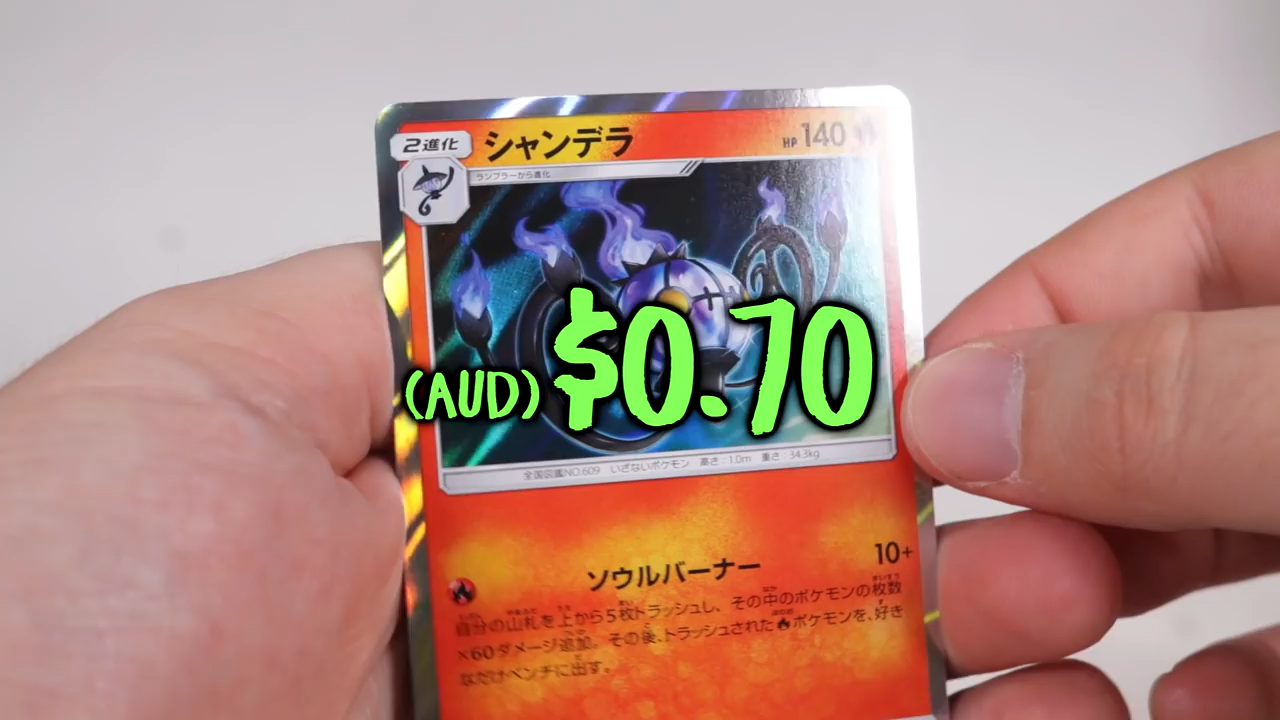 2進化 シャンデラ HP 140
ランプラーから進化
(AUD) $0.70
全国図鑑NO.609 いざないポケモン 高さ:1.0m 重さ:34.3kg
ソウルバーナー 10+
自分の山札を上から5枚トラッシュし、その中のポケモンの枚数
×60ダメージ追加。その後、トラッシュされたポケモンを、好き
なだけベンチに出す。